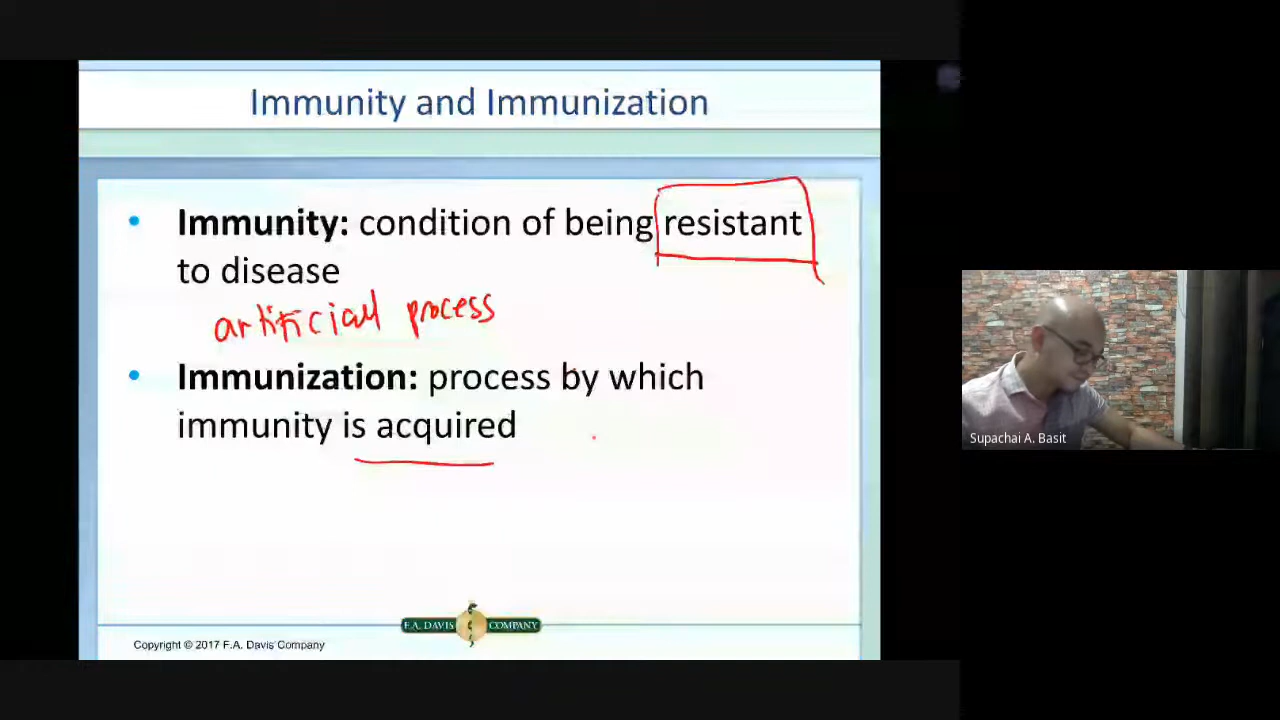 Immunity and Immunization
• Immunity: condition of being resistant
to disease
artificial process
• Immunization: process by which
immunity is acquired
F.A. DAVIS COMPANY
Copyright © 2017 F.A. Davis Company
Supachai A. Basit